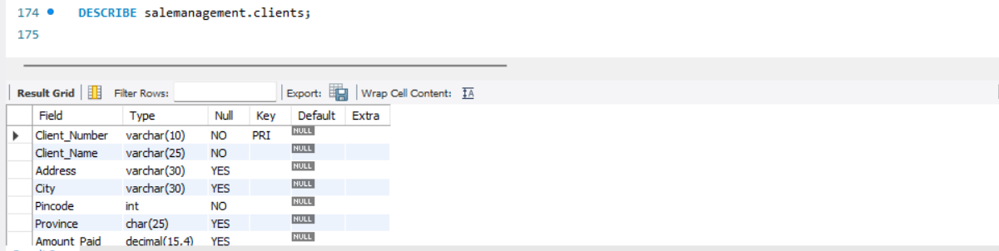 174 DESCRIBE salemanagement.clients;
175
Result Grid Filter Rows: Export: Wrap Cell Content: IA
Field Type Null Key Default Extra
Client_Number varchar(10) NO PRI NULL
Client_Name varchar(25) NO NULL
Address varchar(30) YES NULL
City varchar(30) YES NULL
Pincode int NO NULL
Province char(25) YES NULL
Amount_Paid decimal(15,4) YES NULL